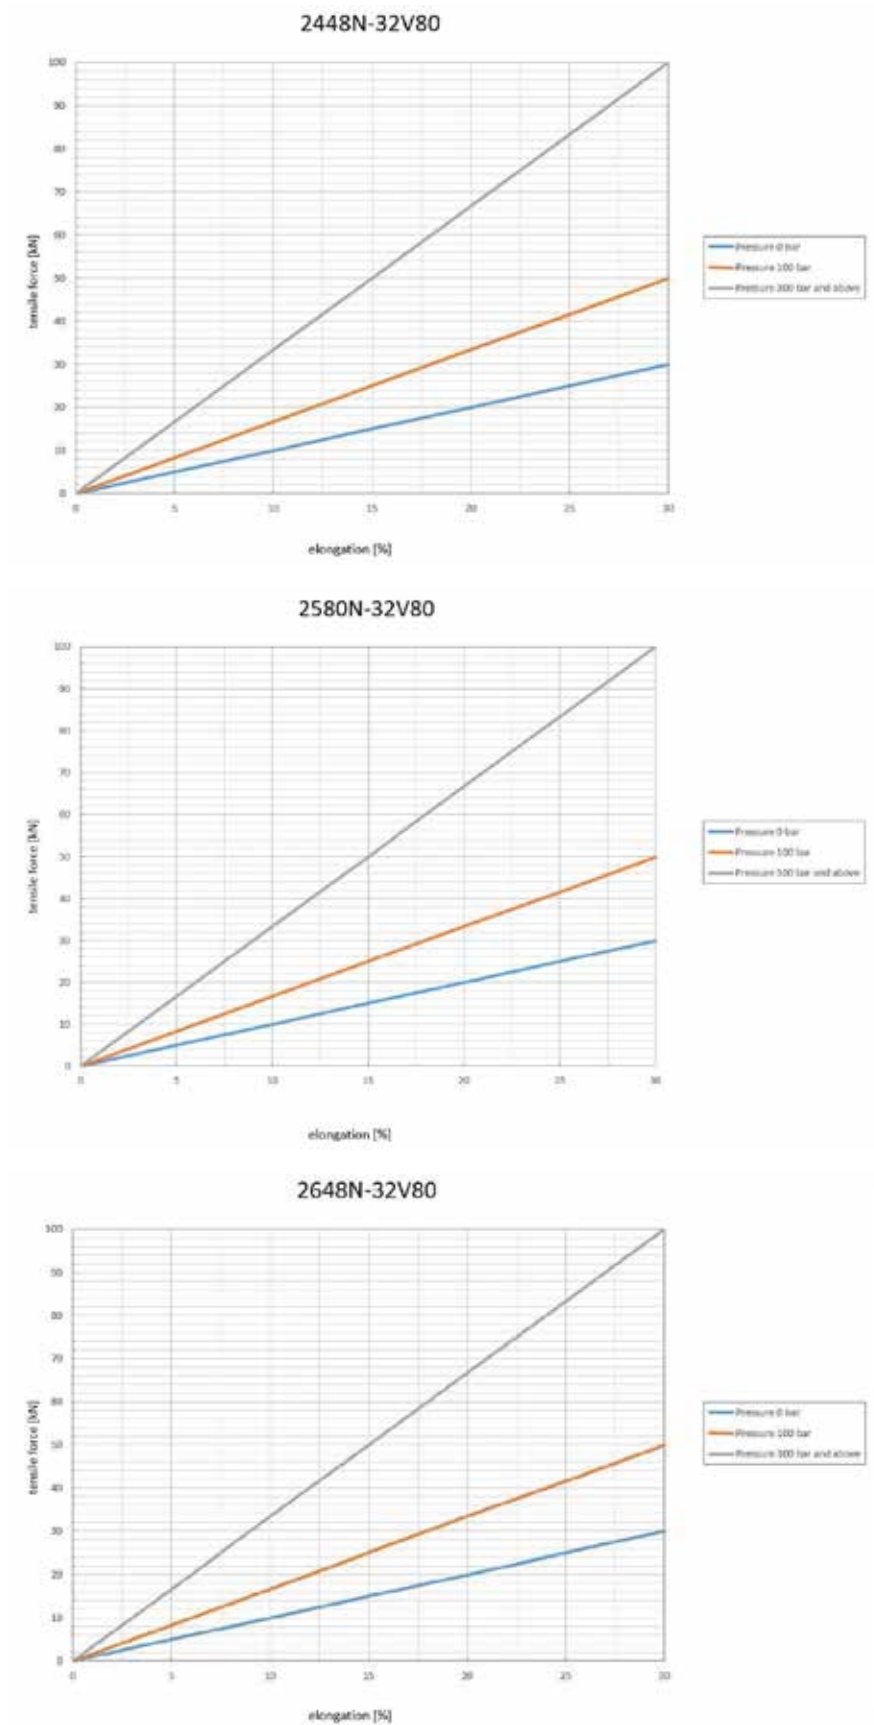 2448N-32V80
100
90
80
70
60
50
40
30
20
10
0
tensile force [kN]
0 5 10 15 20 25 30
elongation [%]
Pressure 0 bar
Pressure 100 bar
Pressure bar and above
2580N-32V80
100
90
80
70
60
50
40
30
20
10
0
tensile force [kN]
0 5 10 15 20 25 30
elongation [%]
Pressure 0 bar
Pressure 100 bar
Pressure bar and above
2648N-32V80
100
90
80
70
60
50
40
30
20
10
0
tensile force [kN]
0 5 10 15 20 25 30
elongation [%]
Pressure 0 bar
Pressure 100 bar
Pressure 300 bar and above